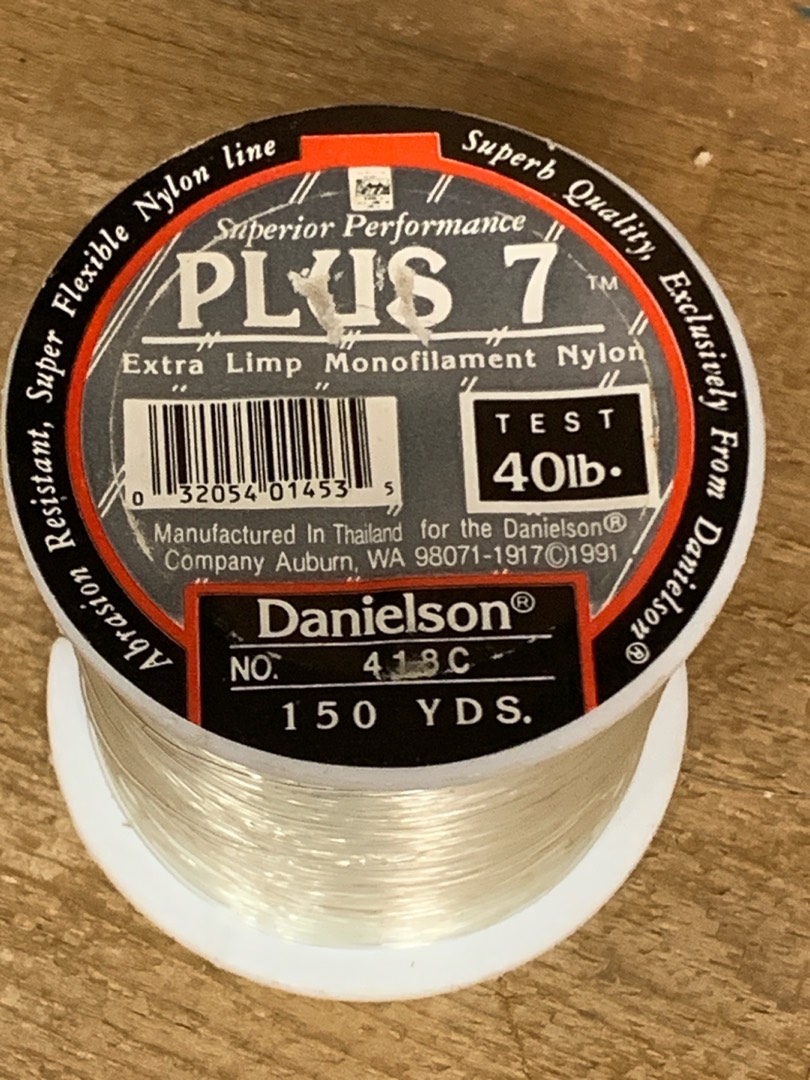 Abrasion Resistant, Super Flexible Nylon line
Superb Quality, Exclusively From Danielson®
Superior Performance
PLUS 7™
Extra Limp Monofilament Nylon
TEST
40lb.
0 32054 01453 5
Manufactured In Thailand for the Danielson®
Company Auburn, WA 98071-1917©1991
Danielson®
NO. 418C
150 YDS.